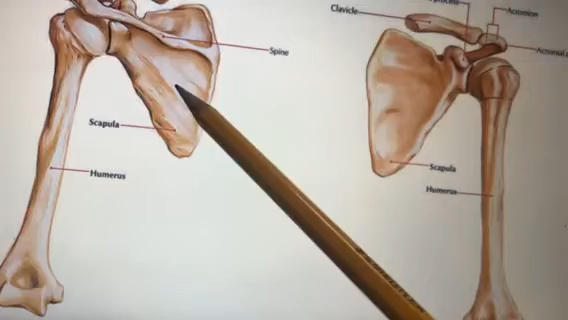 Clavicle
Acromion
Spine
Acromial
Scapula
Scapula
Humerus
Humerus